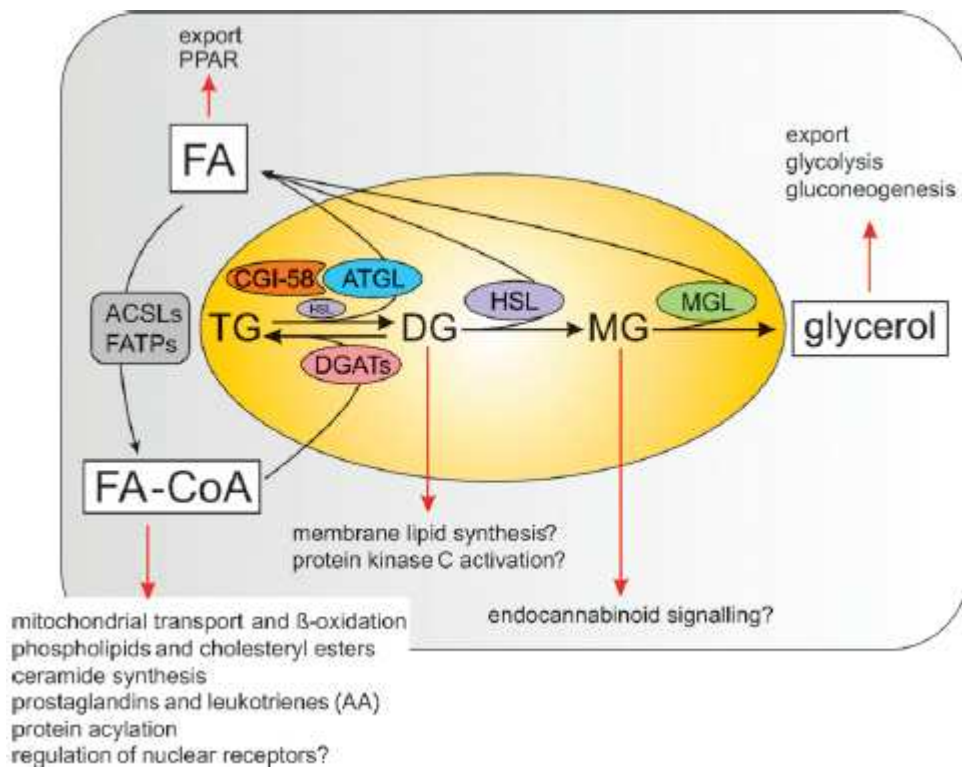 export
PPAR
FA
export
glycolysis
gluconeogenesis
CGI-58
ATGL
HSL
HSL
MGL
TG
DG
MG
glycerol
DGATs
ACSLs
FATPs
FA-CoA
membrane lipid synthesis?
protein kinase C activation?
endocannabinoid signalling?
mitochondrial transport and ß-oxidation
phospholipids and cholesteryl esters
ceramide synthesis
prostaglandins and leukotrienes (AA)
protein acylation
regulation of nuclear receptors?